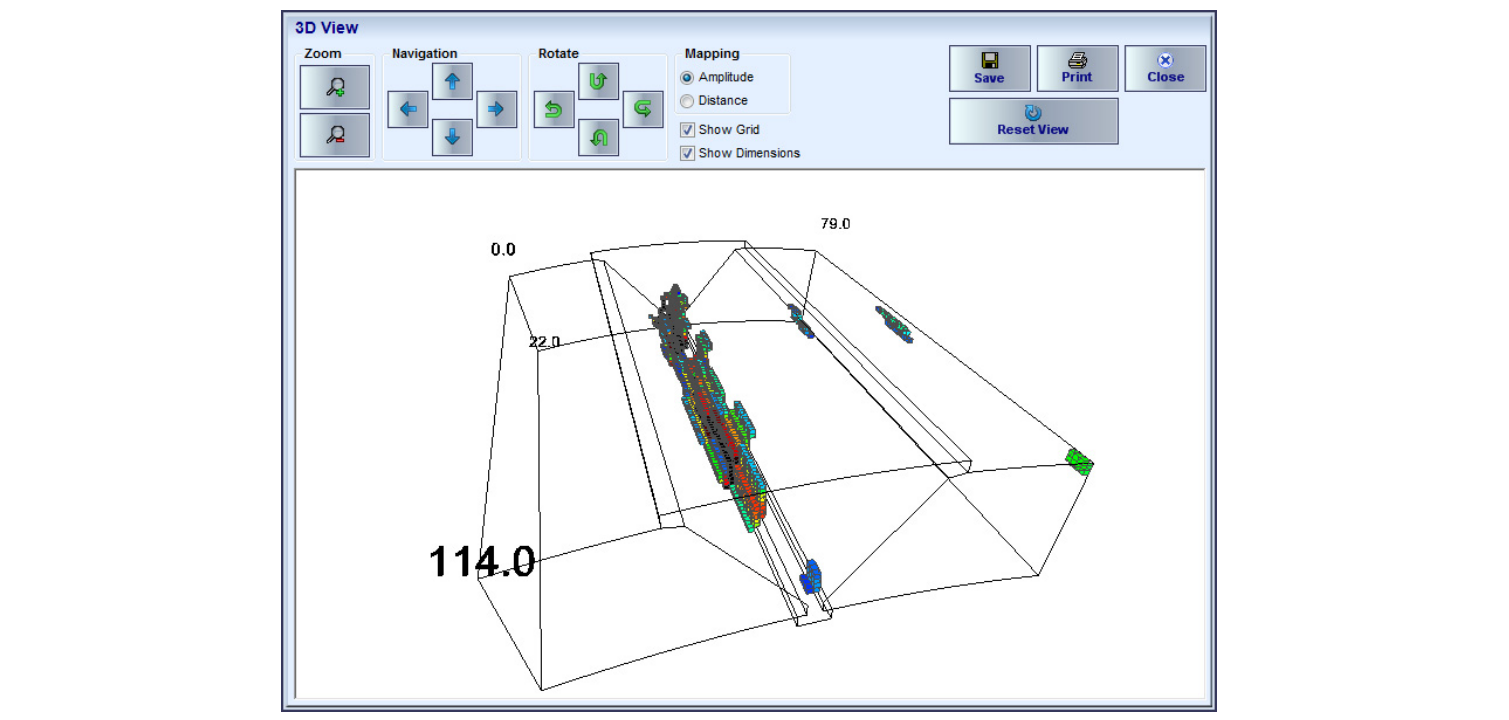 3D View
Zoom
Navigation
Rotate
Mapping
Amplitude
Distance
Show Grid
Show Dimensions
Save
Print
Close
Reset View
79.0
0.0
22.0
114.0